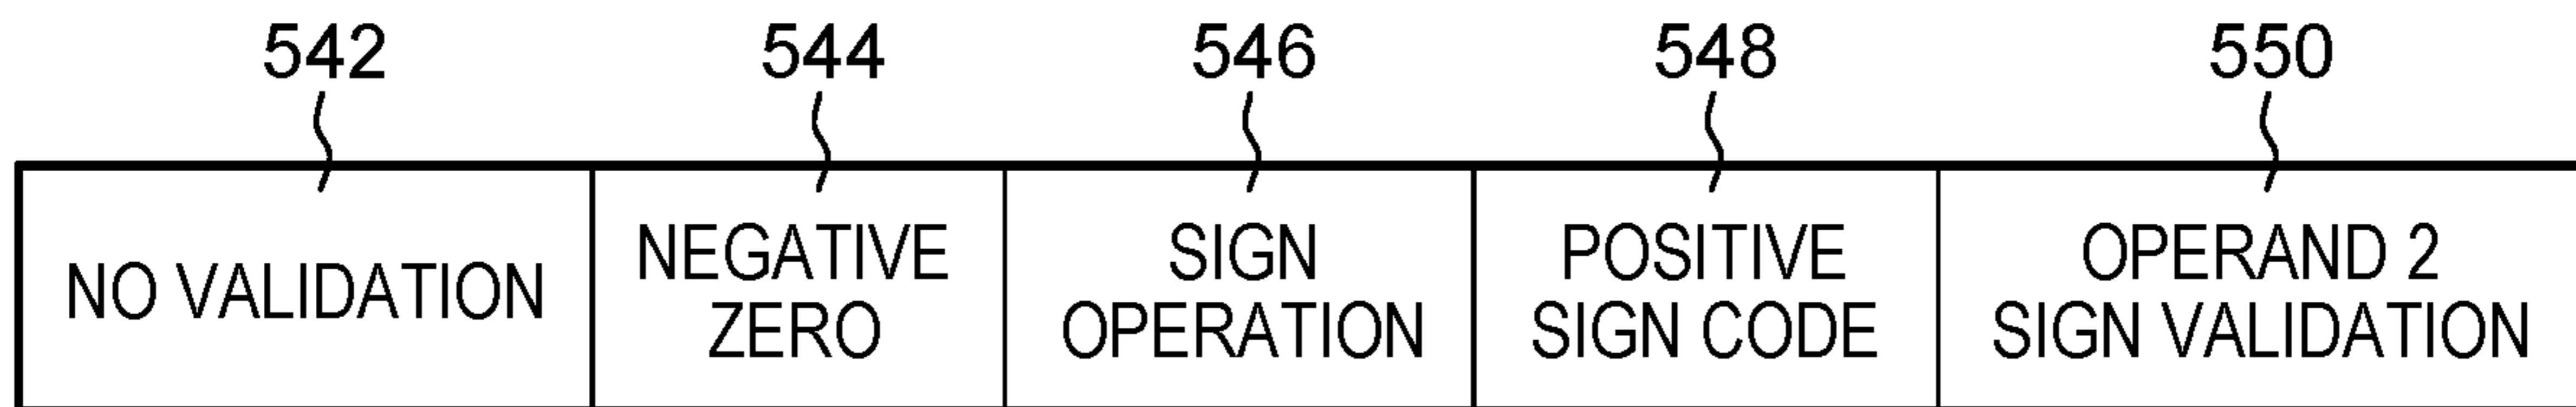 542 544 546 548 550
NO VALIDATION
NEGATIVE
ZERO
SIGN
OPERATION
POSITIVE
SIGN CODE
OPERAND 2
SIGN VALIDATION